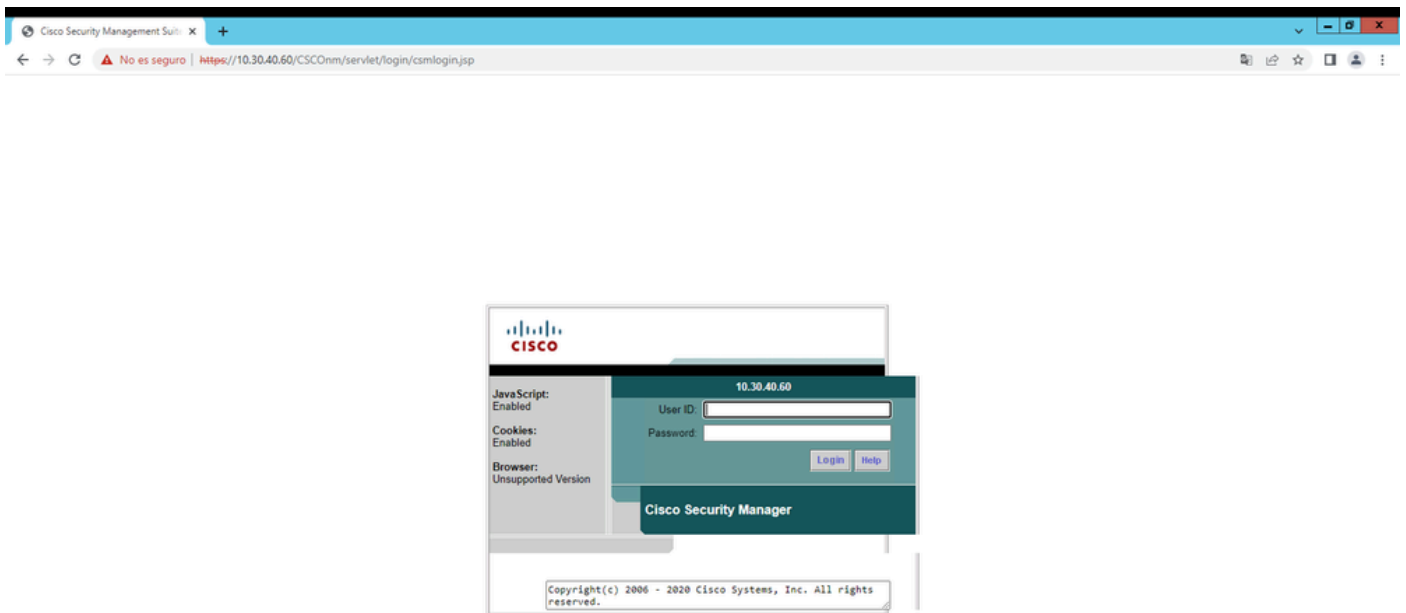 Cisco Security Management Suit
No es seguro | https://10.30.40.60/CSCOnm/servlet/login/csmlogin.jsp
CISCO
10.30.40.60
JavaScript:
Enabled
User ID:
Cookies:
Enabled
Password:
Login Help
Browser:
Unsupported Version
Cisco Security Manager
Copyright(c) 2006 - 2020 Cisco Systems, Inc. All rights
reserved.